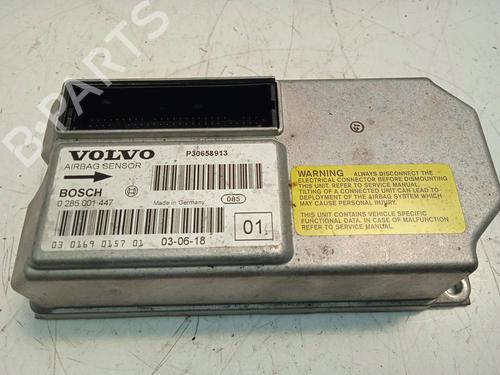 B-PARTS
VOLVO
P30658913
AIRBAG SENSOR
BOSCH
Made in Germany
0 285 001 447
085
03 0169 0157 01
03-06-18
01
WARNING
ALWAYS DISCONNECT THE
ELECTRICAL CONNECTOR BEFORE DISMOUNTING
THIS UNIT. REFER TO SERVICE MANUAL.
TILTING OF A CONNECTED UNIT CAN LEAD TO
DEPLOYMENT OF THE AIRBAG SYSTEM WHICH
MAY CAUSE PERSONAL INJURY.
THIS UNIT CONTAINS VEHICLE SPECIFIC
FUNCTIONAL DATA. IN CASE OF MALFUNCTION
REFER TO SERVICE MANUAL.